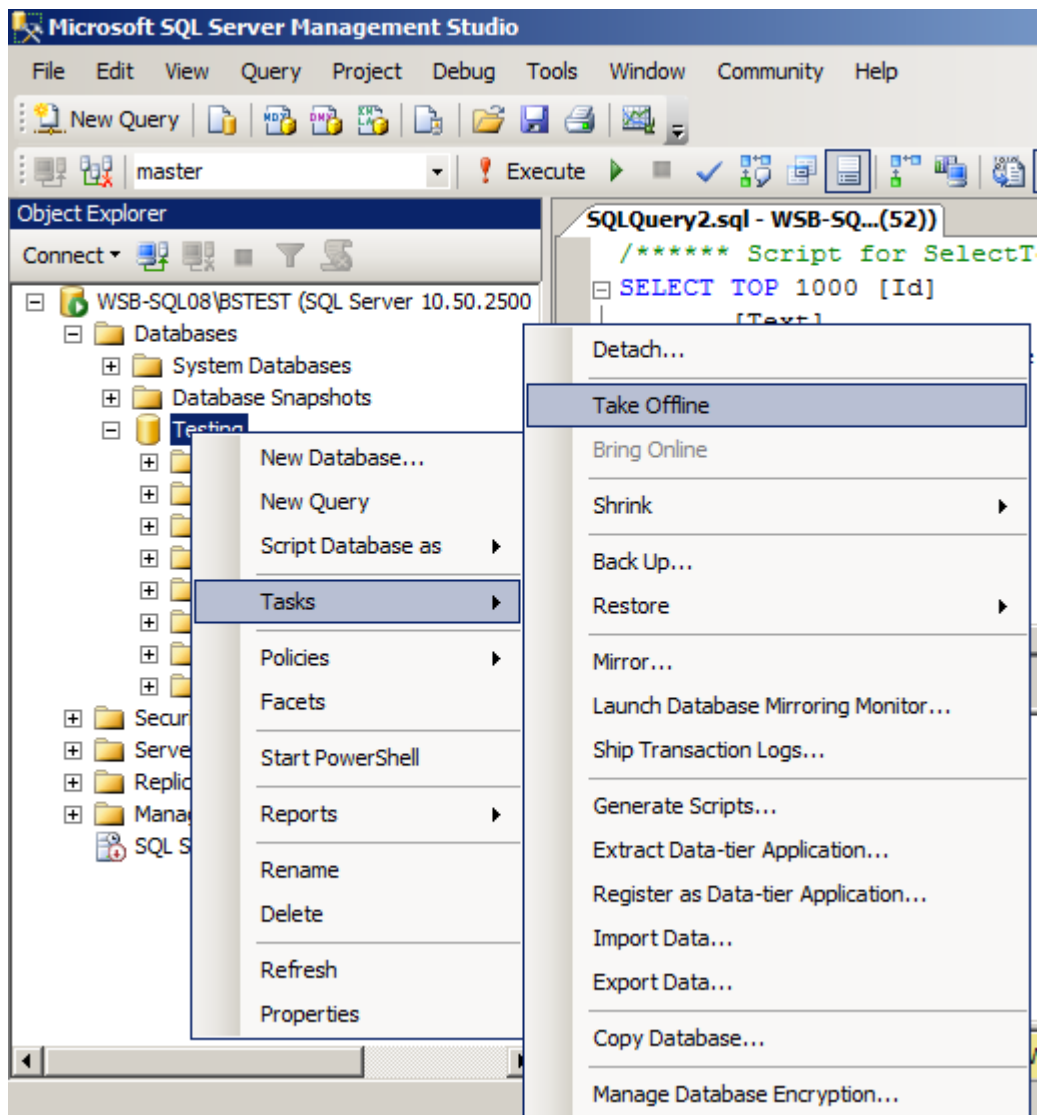 Microsoft SQL Server Management Studio
File Edit View Query Project Debug Tools Window Community Help
New Query
master Execute
Object Explorer
Connect
WSB-SQL08\BSTEST (SQL Server 10.50.2500
Databases
System Databases
Database Snapshots
Testing
Secur
Serve
Replic
Mana
SQL S
SQLQuery2.sql - WSB-SQ...(52))
/****** Script for SelectT
SELECT TOP 1000 [Id]
[Text]
New Database...
New Query
Script Database as
Tasks
Policies
Facets
Start PowerShell
Reports
Rename
Delete
Refresh
Properties
Detach...
Take Offline
Bring Online
Shrink
Back Up...
Restore
Mirror...
Launch Database Mirroring Monitor...
Ship Transaction Logs...
Generate Scripts...
Extract Data-tier Application...
Register as Data-tier Application...
Import Data...
Export Data...
Copy Database...
Manage Database Encryption...